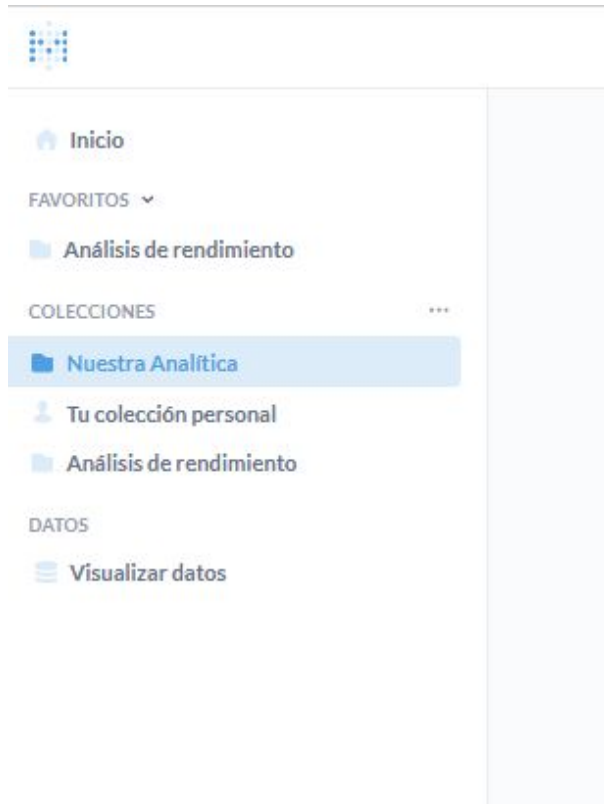 Inicio
FAVORITOS
Análisis de rendimiento
COLECCIONES
Nuestra Analítica
Tu colección personal
Análisis de rendimiento
DATOS
Visualizar datos